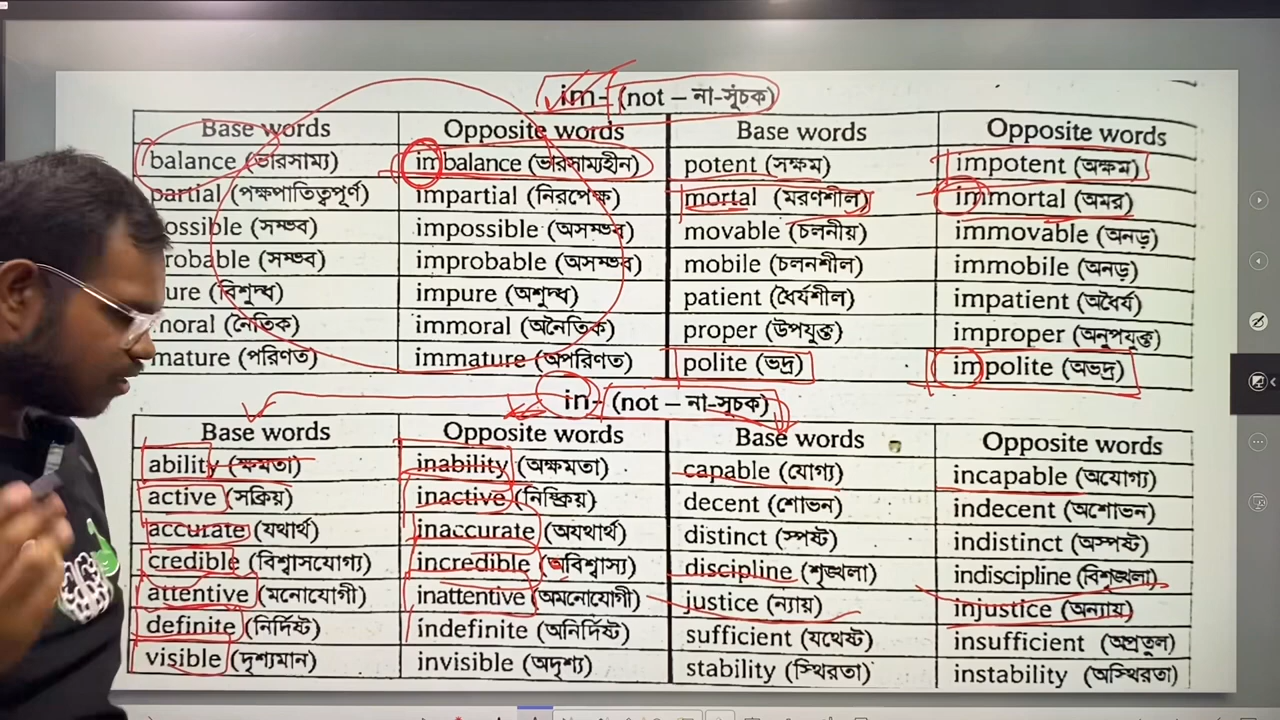 im- (not – না-সূচক)
Base words Opposite words Base words Opposite words
balance (ভারসাম্য) inbalance (ভারসাম্যহীন) potent (সক্ষম) impotent (অক্ষম)
partial (পক্ষপাতিত্বপূর্ণ) impartial (নিরপেক্ষ) mortal (মরণশীল) immortal (অমর)
ossible (সম্ভব) impossible (অসম্ভব) movable (চলনীয়) immovable (অনড়)
robable (সম্ভব) improbable (অসম্ভব) mobile (চলনশীল) immobile (অনড়)
ure (বিশুদ্ধ) impure (অশুদ্ধ) patient (ধৈর্যশীল) impatient (অধৈর্য)
moral (নৈতিক) immoral (অনৈতিক) proper (উপযুক্ত) improper (অনুপযুক্ত)
mature (পরিণত) immature (অপরিণত) polite (ভদ্র) impolite (অভদ্র)
in- (not – না-সূচক)
Base words Opposite words Base words Opposite words
ability (ক্ষমতা) inability (অক্ষমতা) capable (যোগ্য) incapable (অযোগ্য)
active (সক্রিয়) inactive (নিষ্ক্রিয়) decent (শোভন) indecent (অশোভন)
accurate (যথার্থ) inaccurate (অযথার্থ) distinct (স্পষ্ট) indistinct (অস্পষ্ট)
credible (বিশ্বাসযোগ্য) incredible (অবিশ্বাস্য) discipline (শৃঙ্খলা) indiscipline (বিশৃঙ্খলা)
attentive (মনোযোগী) inattentive (অমনোযোগী) justice (ন্যায়) injustice (অন্যায়)
definite (নির্দিষ্ট) indefinite (অনির্দিষ্ট) sufficient (যথেষ্ট) insufficient (অপ্রতুল)
visible (দৃশ্যমান) invisible (অদৃশ্য) stability (স্থিরতা) instability (অস্থিরতা)